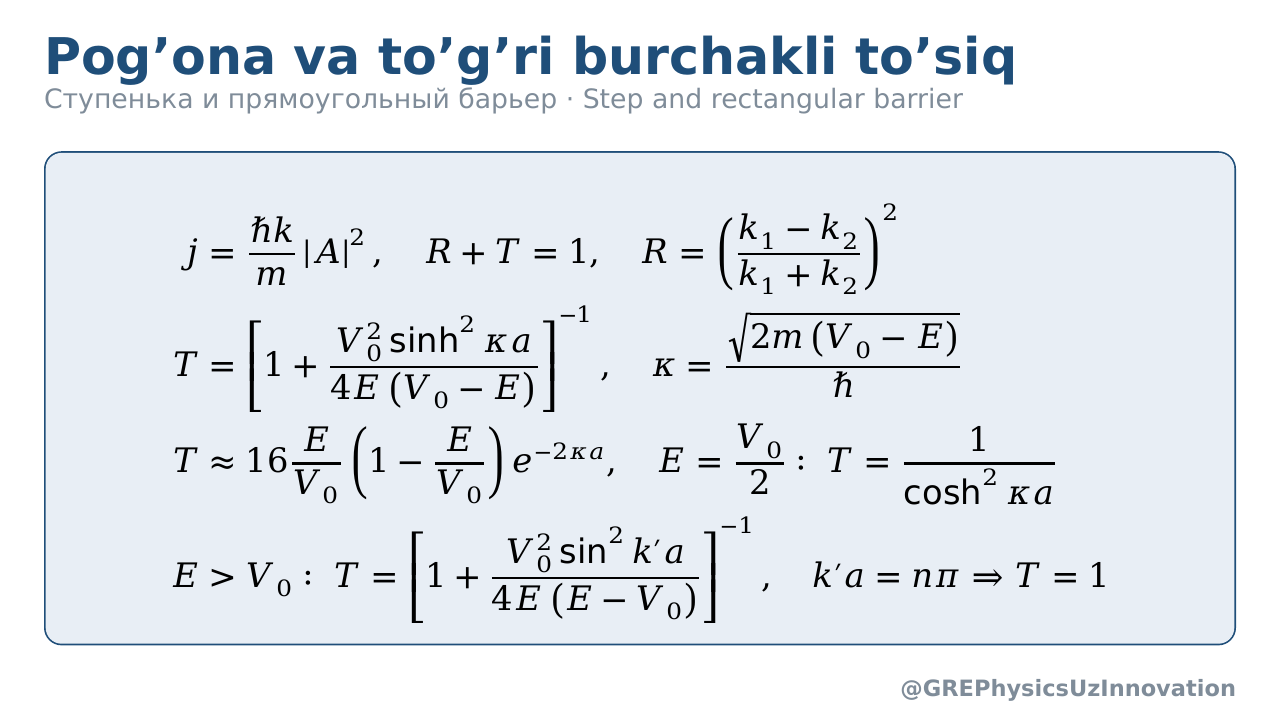 Pog’ona va to’g’ri burchakli to’siq
Ступенька и прямоугольный барьер · Step and rectangular barrier
j = ħk/m |A|², R + T = 1, R = ((k₁ − k₂)/(k₁ + k₂))²
T = [1 + V₀² sinh² κa / 4E (V₀ − E)]⁻¹, κ = √(2m (V₀ − E)) / ħ
T ≈ 16 E/V₀ (1 − E/V₀) e^(−2κa), E = V₀/2 : T = 1/cosh² κa
E > V₀ : T = [1 + V₀² sin² k′a / 4E (E − V₀)]⁻¹, k′a = nπ ⇒ T = 1
@GREPhysicsUzInnovation